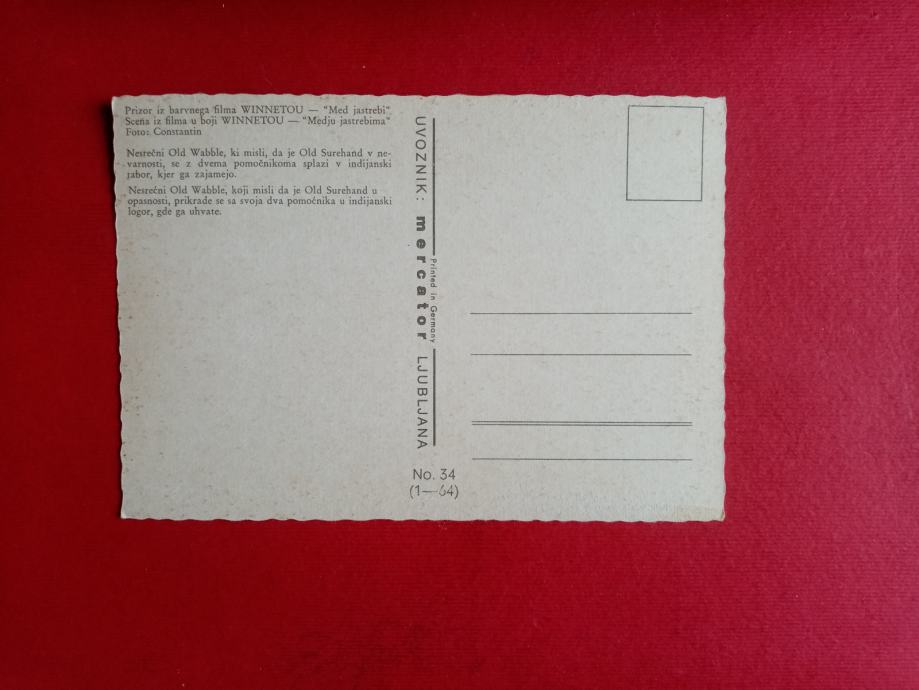 Prizor iz barvnega filma WINNETOU — "Med jastrebi"
Scena iz filma u boji WINNETOU — "Medju jastrebima"
Foto: Constantin
Nesrečni Old Wabble, ki misli, da je Old Surehand v ne-
varnosti, se z dvema pomočnikoma splazi v indijanski
tabor, kjer ga zajamejo.
Nesrećni Old Wabble, koji misli da je Old Surehand u
opasnosti, prikrade se sa svoja dva pomoćnika u indijanski
logor, gde ga uhvate.
UVOZNIK: mercator LJUBLJANA
Printed in Germany
No. 34
(1—64)